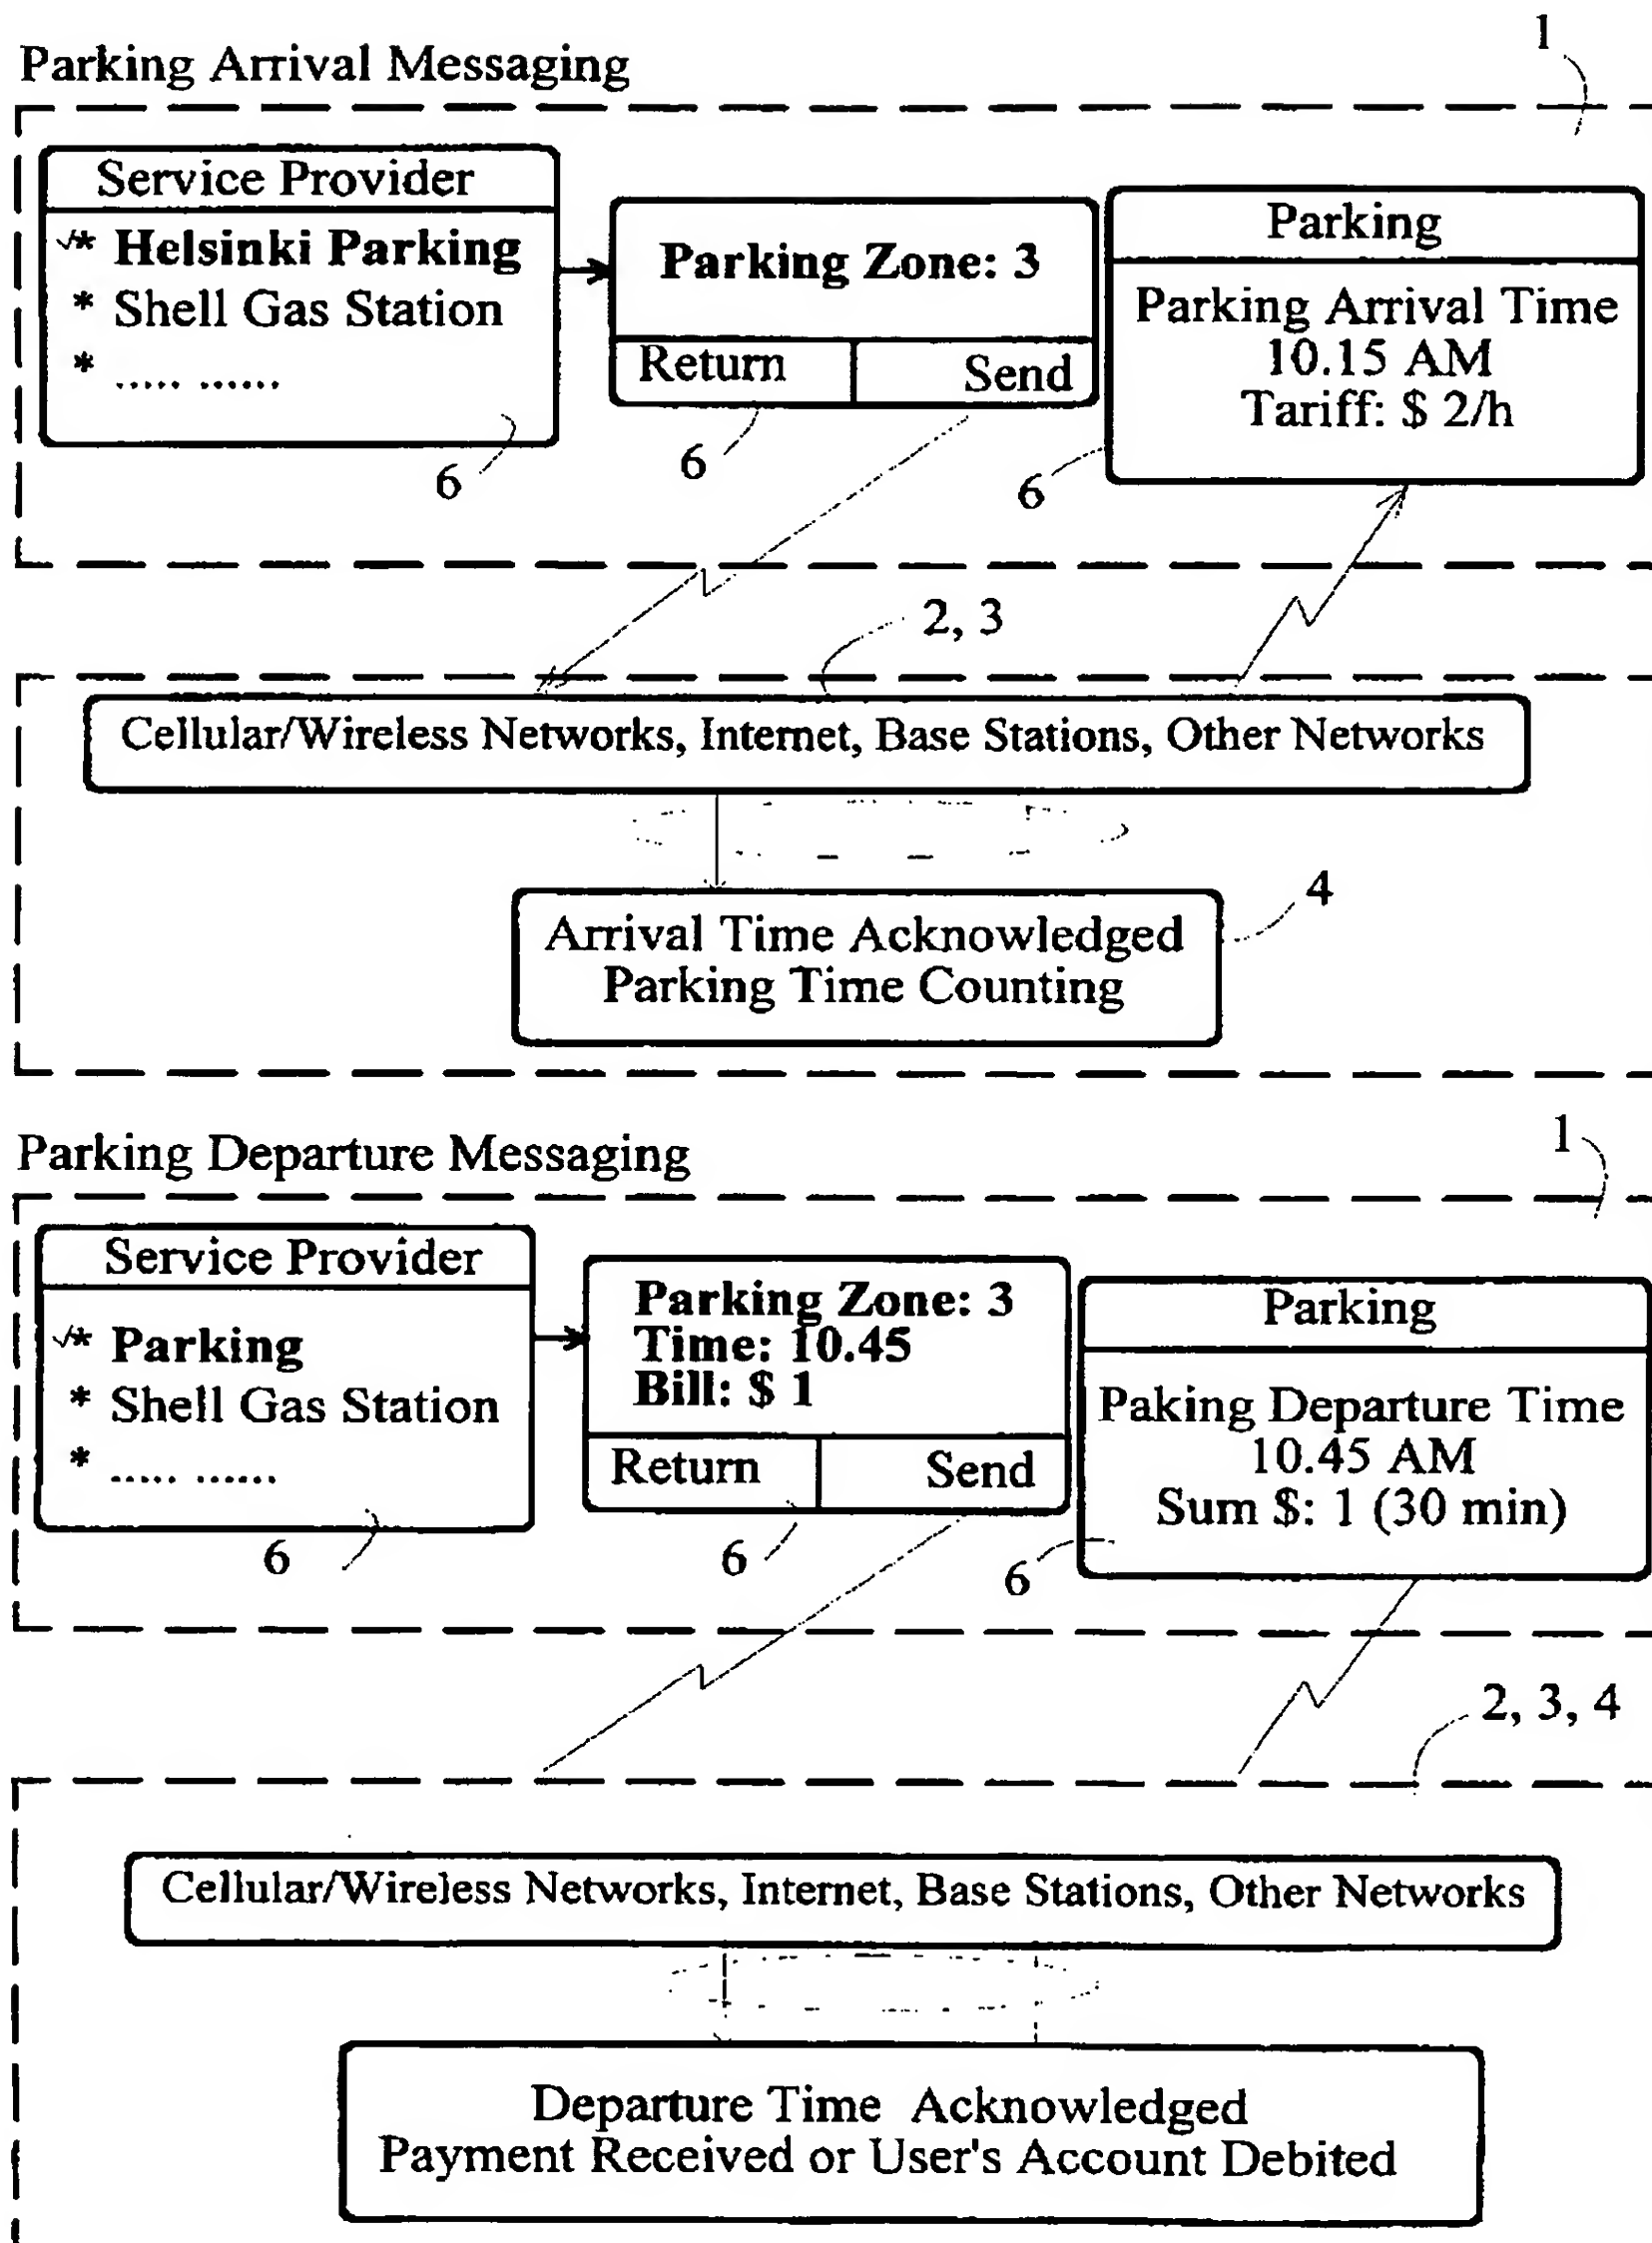 1
Parking Arrival Messaging
Service Provider
√* Helsinki Parking
* Shell Gas Station
* ..... ......
6
Parking Zone: 3
Return Send
6
Parking
Parking Arrival Time
10.15 AM
Tariff: $ 2/h
6
2, 3
Cellular/Wireless Networks, Internet, Base Stations, Other Networks
4
Arrival Time Acknowledged
Parking Time Counting
Parking Departure Messaging
1
Service Provider
√* Parking
* Shell Gas Station
* ..... ......
6
Parking Zone: 3
Time: 10.45
Bill: $ 1
Return Send
6
Parking
Paking Departure Time
10.45 AM
Sum $: 1 (30 min)
6
2, 3, 4
Cellular/Wireless Networks, Internet, Base Stations, Other Networks
Departure Time Acknowledged
Payment Received or User's Account Debited